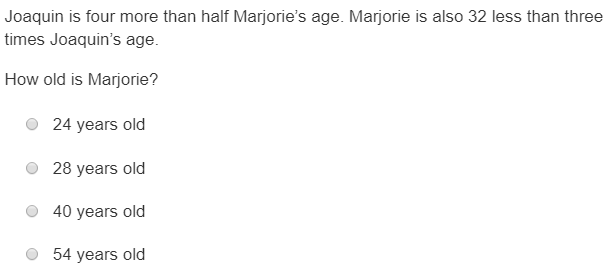 Joaquin is four more than half Marjorie’s age. Marjorie is also 32 less than three
times Joaquin’s age.
How old is Marjorie?
24 years old
28 years old
40 years old
54 years old